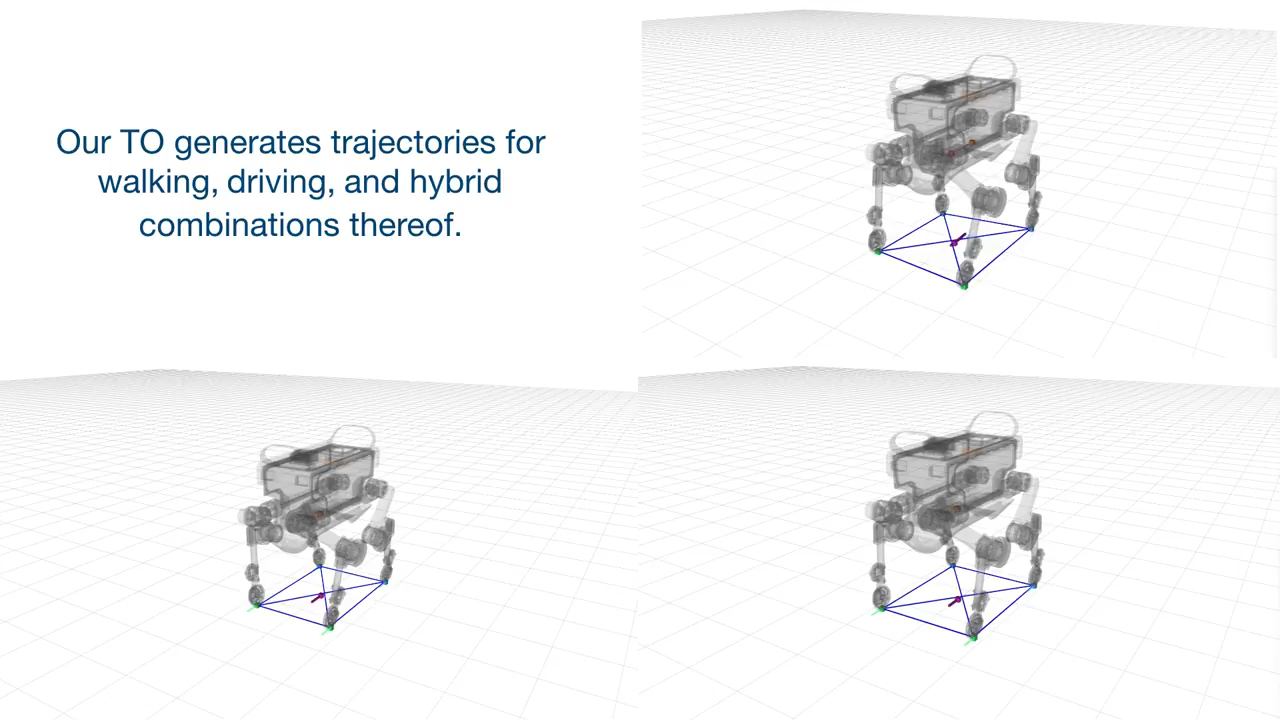 Our TO generates trajectories for
walking, driving, and hybrid
combinations thereof.